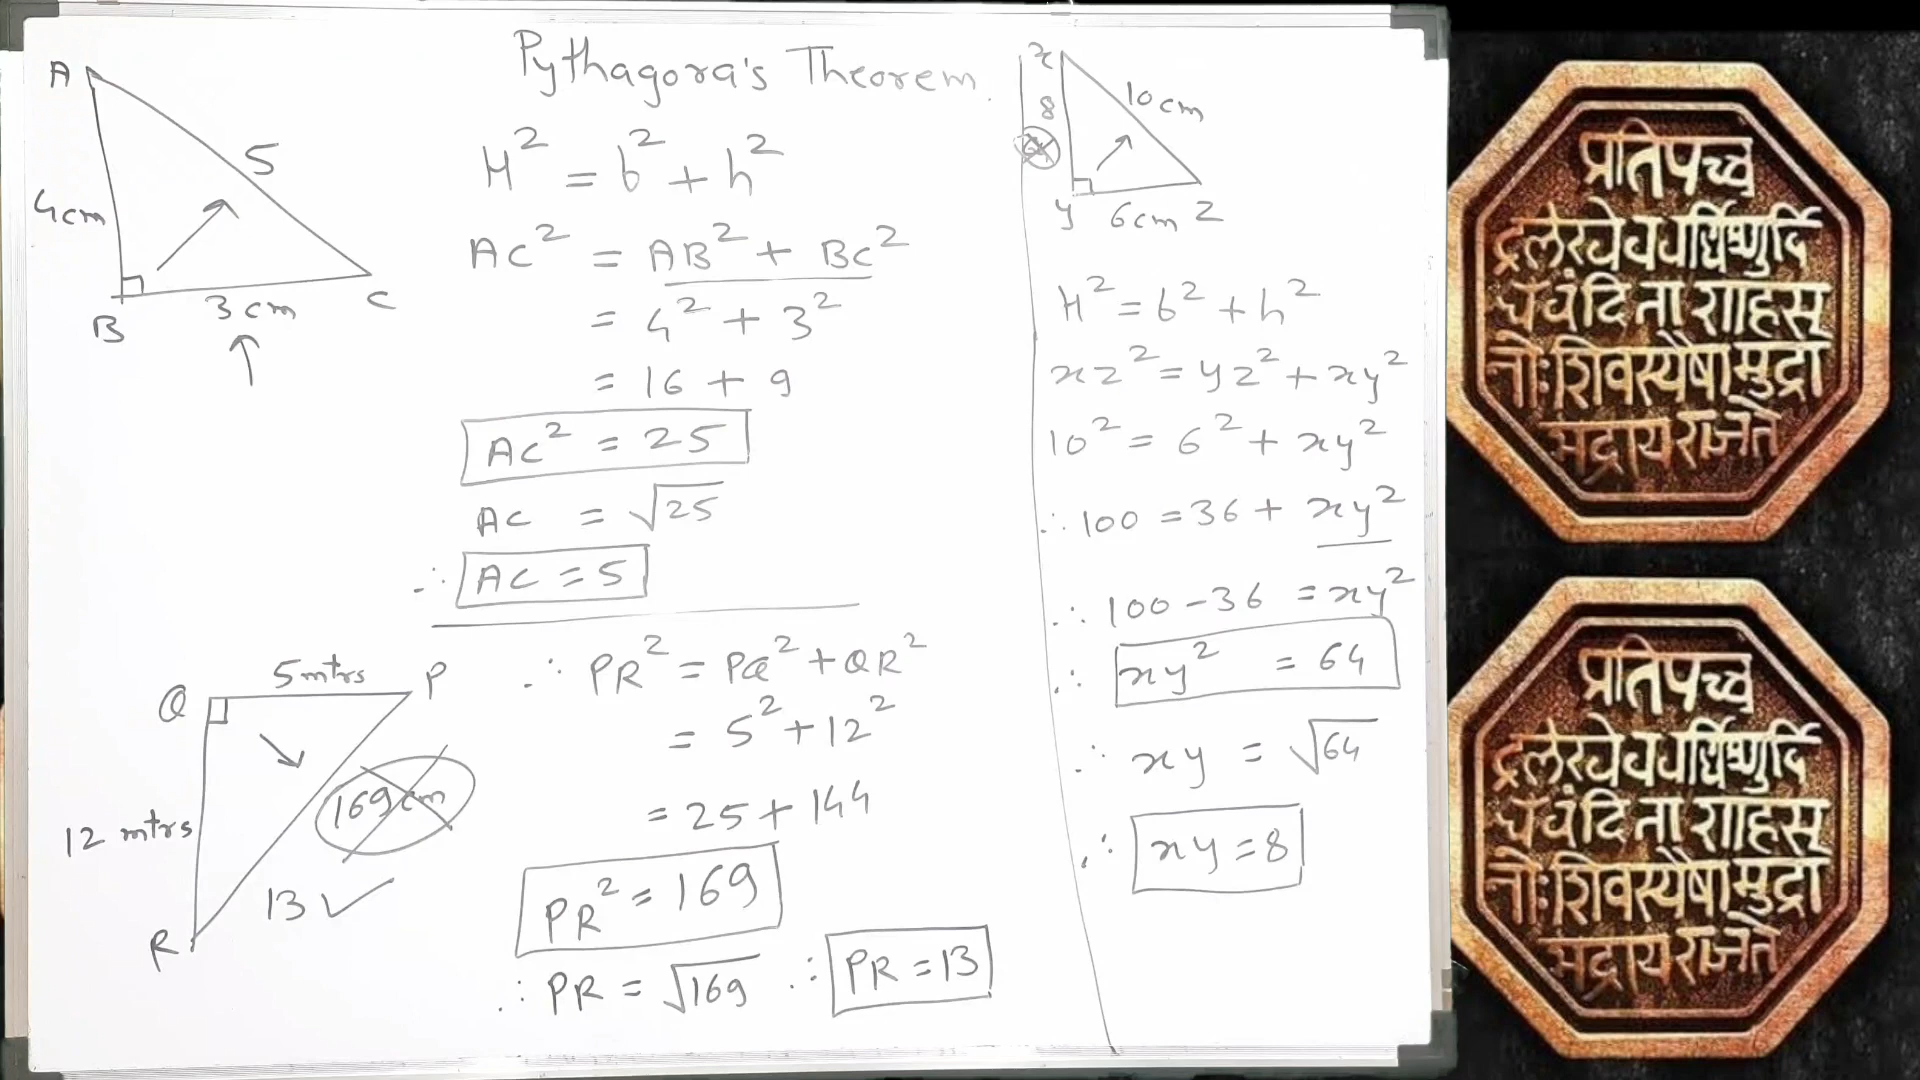 Pythagora's Theorem
A
5
4cm
B
3cm
C
H² = b² + h²
AC² = AB² + BC²
= 4² + 3²
= 16 + 9
AC² = 25
AC = √25
∴ AC = 5
Q
5mtrs
P
12 mtrs
169cm
13 ✓
R
∴ PR² = PQ² + QR²
= 5² + 12²
= 25 + 144
PR² = 169
∴ PR = √169 ∴ PR = 13
x
8
10cm
y
6cm
z
H² = b² + h²
xz² = yz² + xy²
10² = 6² + xy²
∴ 100 = 36 + xy²
∴ 100 - 36 = xy²
∴ xy² = 64
∴ xy = √64
∴ xy = 8
प्रतिपच्चं
द्रलेखेव वर्धिष्णुर्वि
श्ववंदिता शाहसू
नोः शिवस्यैषा मुद्रा
भद्राय राजते
प्रतिपच्चं
द्रलेखेव वर्धिष्णुर्वि
श्ववंदिता शाहसू
नोः शिवस्यैषा मुद्रा
भद्राय राजते